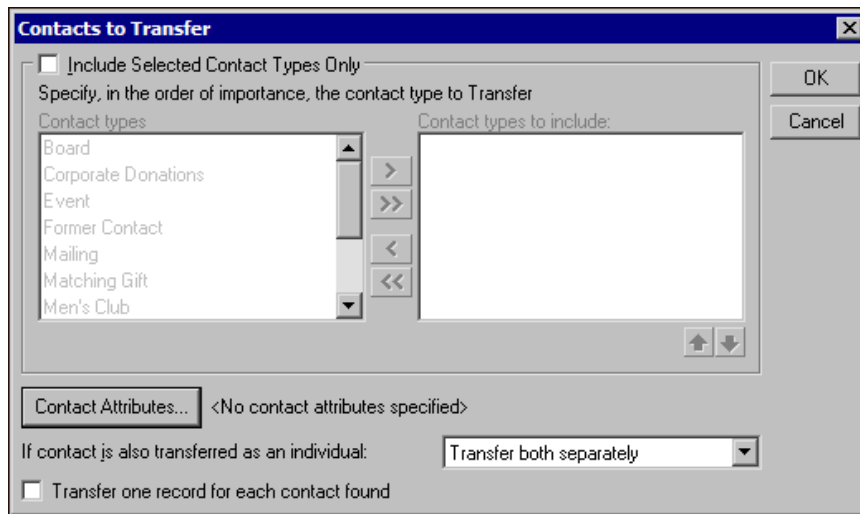 Contacts to Transfer
Include Selected Contact Types Only
OK
Specify, in the order of importance, the contact type to Transfer
Cancel
Contact types
Contact types to include:
Board
Corporate Donations
Event
Former Contact
Mailing
Matching Gift
Men's Club
>
>>
<
<<
Contact Attributes... <No contact attributes specified>
If contact is also transferred as an individual: Transfer both separately
Transfer one record for each contact found